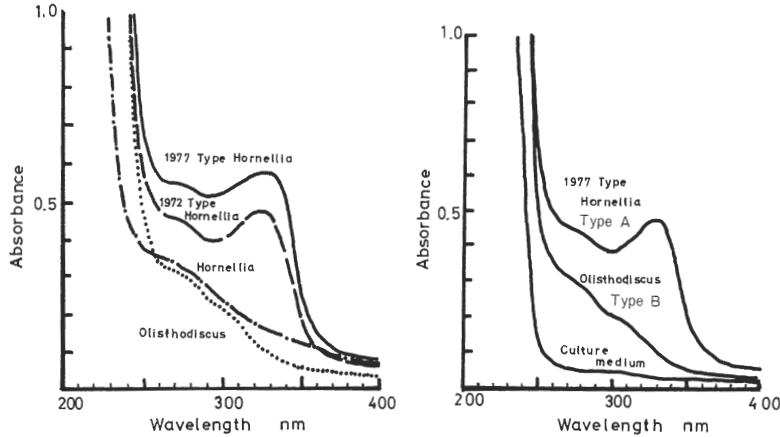 1.0
0.5
Absorbance
1977 Type Hornellia
1972 Type
Hornellia
Hornellia
Olisthodiscus
200
300
400
Wavelength nm
1.0
0.5
Absorbance
1977 Type
Hornellia
Type A
Olisthodiscus
Type B
Culture
medium
200
300
400
Wavelength nm